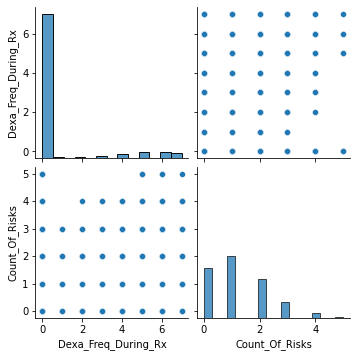 Dexa_Freq_During_Rx
6
4
2
0
Count_Of_Risks
5
4
3
2
1
0
0 2 4 6
Dexa_Freq_During_Rx
0 2 4
Count_Of_Risks